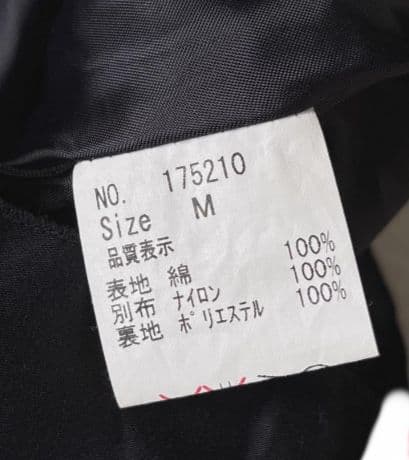 NO. 175210
Size M
品質表示
表地 綿 100%
別布 ナイロン 100%
裏地 ポリエステル 100%